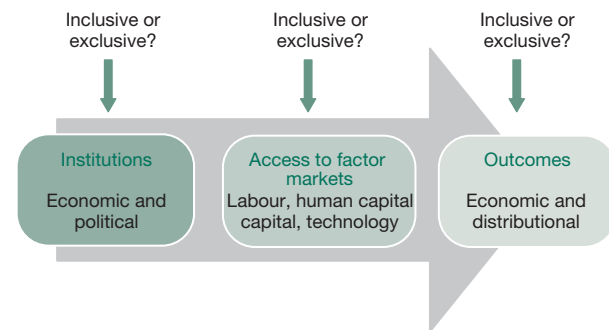 Inclusive or
exclusive?
Inclusive or
exclusive?
Inclusive or
exclusive?
Institutions
Economic and
political
Access to factor
markets
Labour, human capital
capital, technology
Outcomes
Economic and
distributional